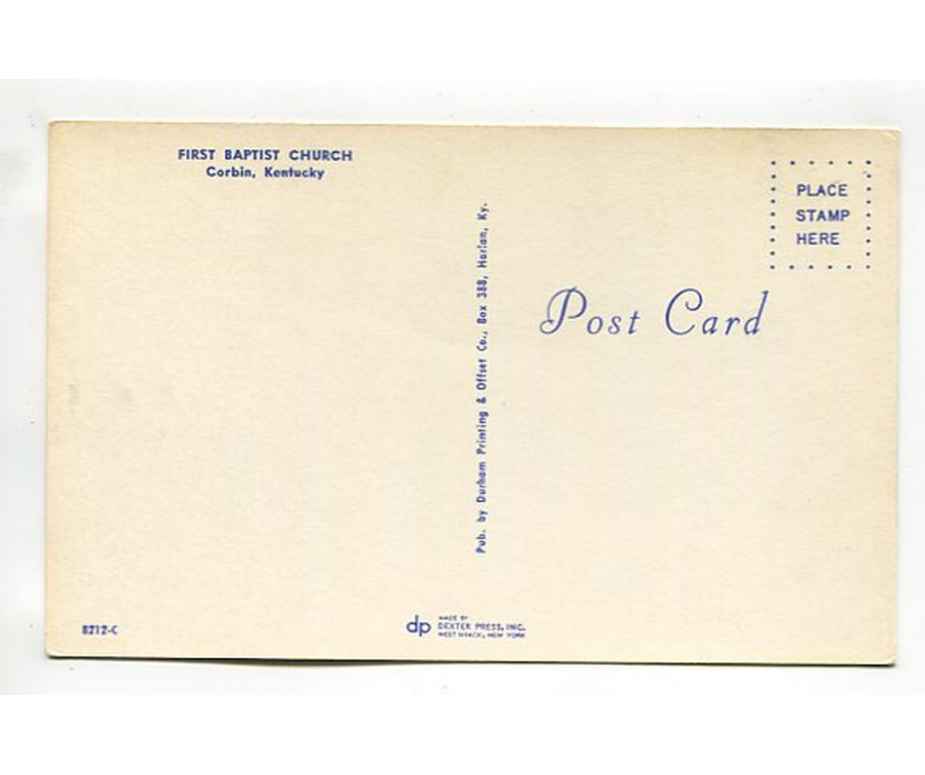 FIRST BAPTIST CHURCH
Corbin, Kentucky
Pub. by Durham Printing & Offset Co., Box 388, Harlan, Ky.
PLACE
STAMP
HERE
Post Card
8212-C
dp
MADE BY
DEXTER PRESS, INC.
WEST NYACK, NEW YORK